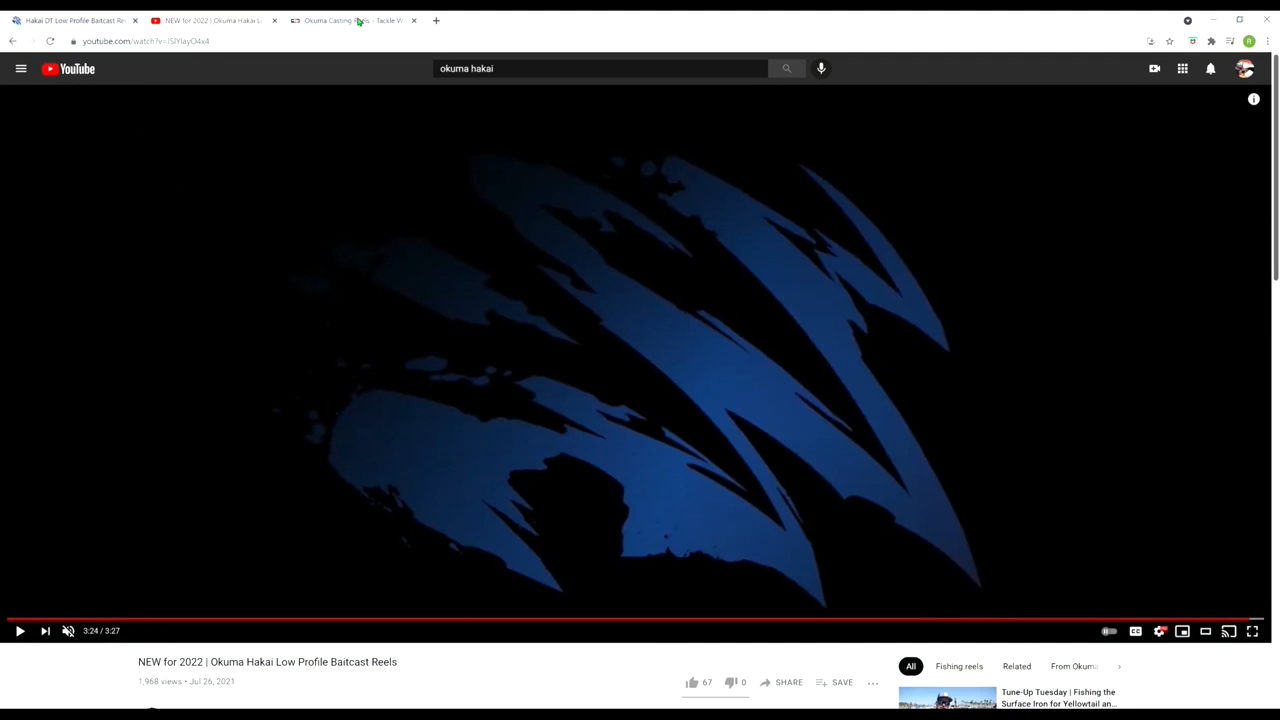 Hakai DT Low Profile Baitcast Re
NEW for 2022 | Okuma Hakai L
Okuma Casting Reels - Tackle V
youtube.com/watch?v=
YouTube
okuma hakai
3:24 / 3:27
CC
NEW for 2022 | Okuma Hakai Low Profile Baitcast Reels
1,968 views • Jul 26, 2021
67
0
SHARE
SAVE
All
Fishing reels
Related
From Okuma
Tune-Up Tuesday | Fishing the
Surface Iron for Yellowtail an...